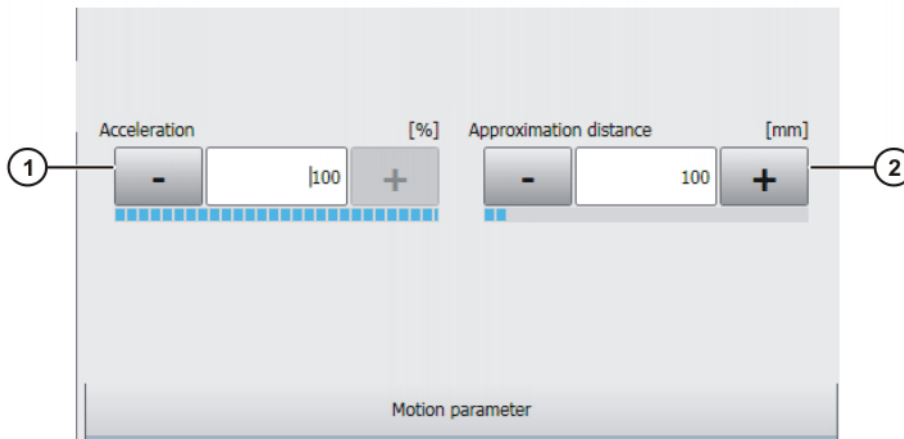 Acceleration [%] Approximation distance [mm]
1 - 100 + - 100 + 2
Motion parameter